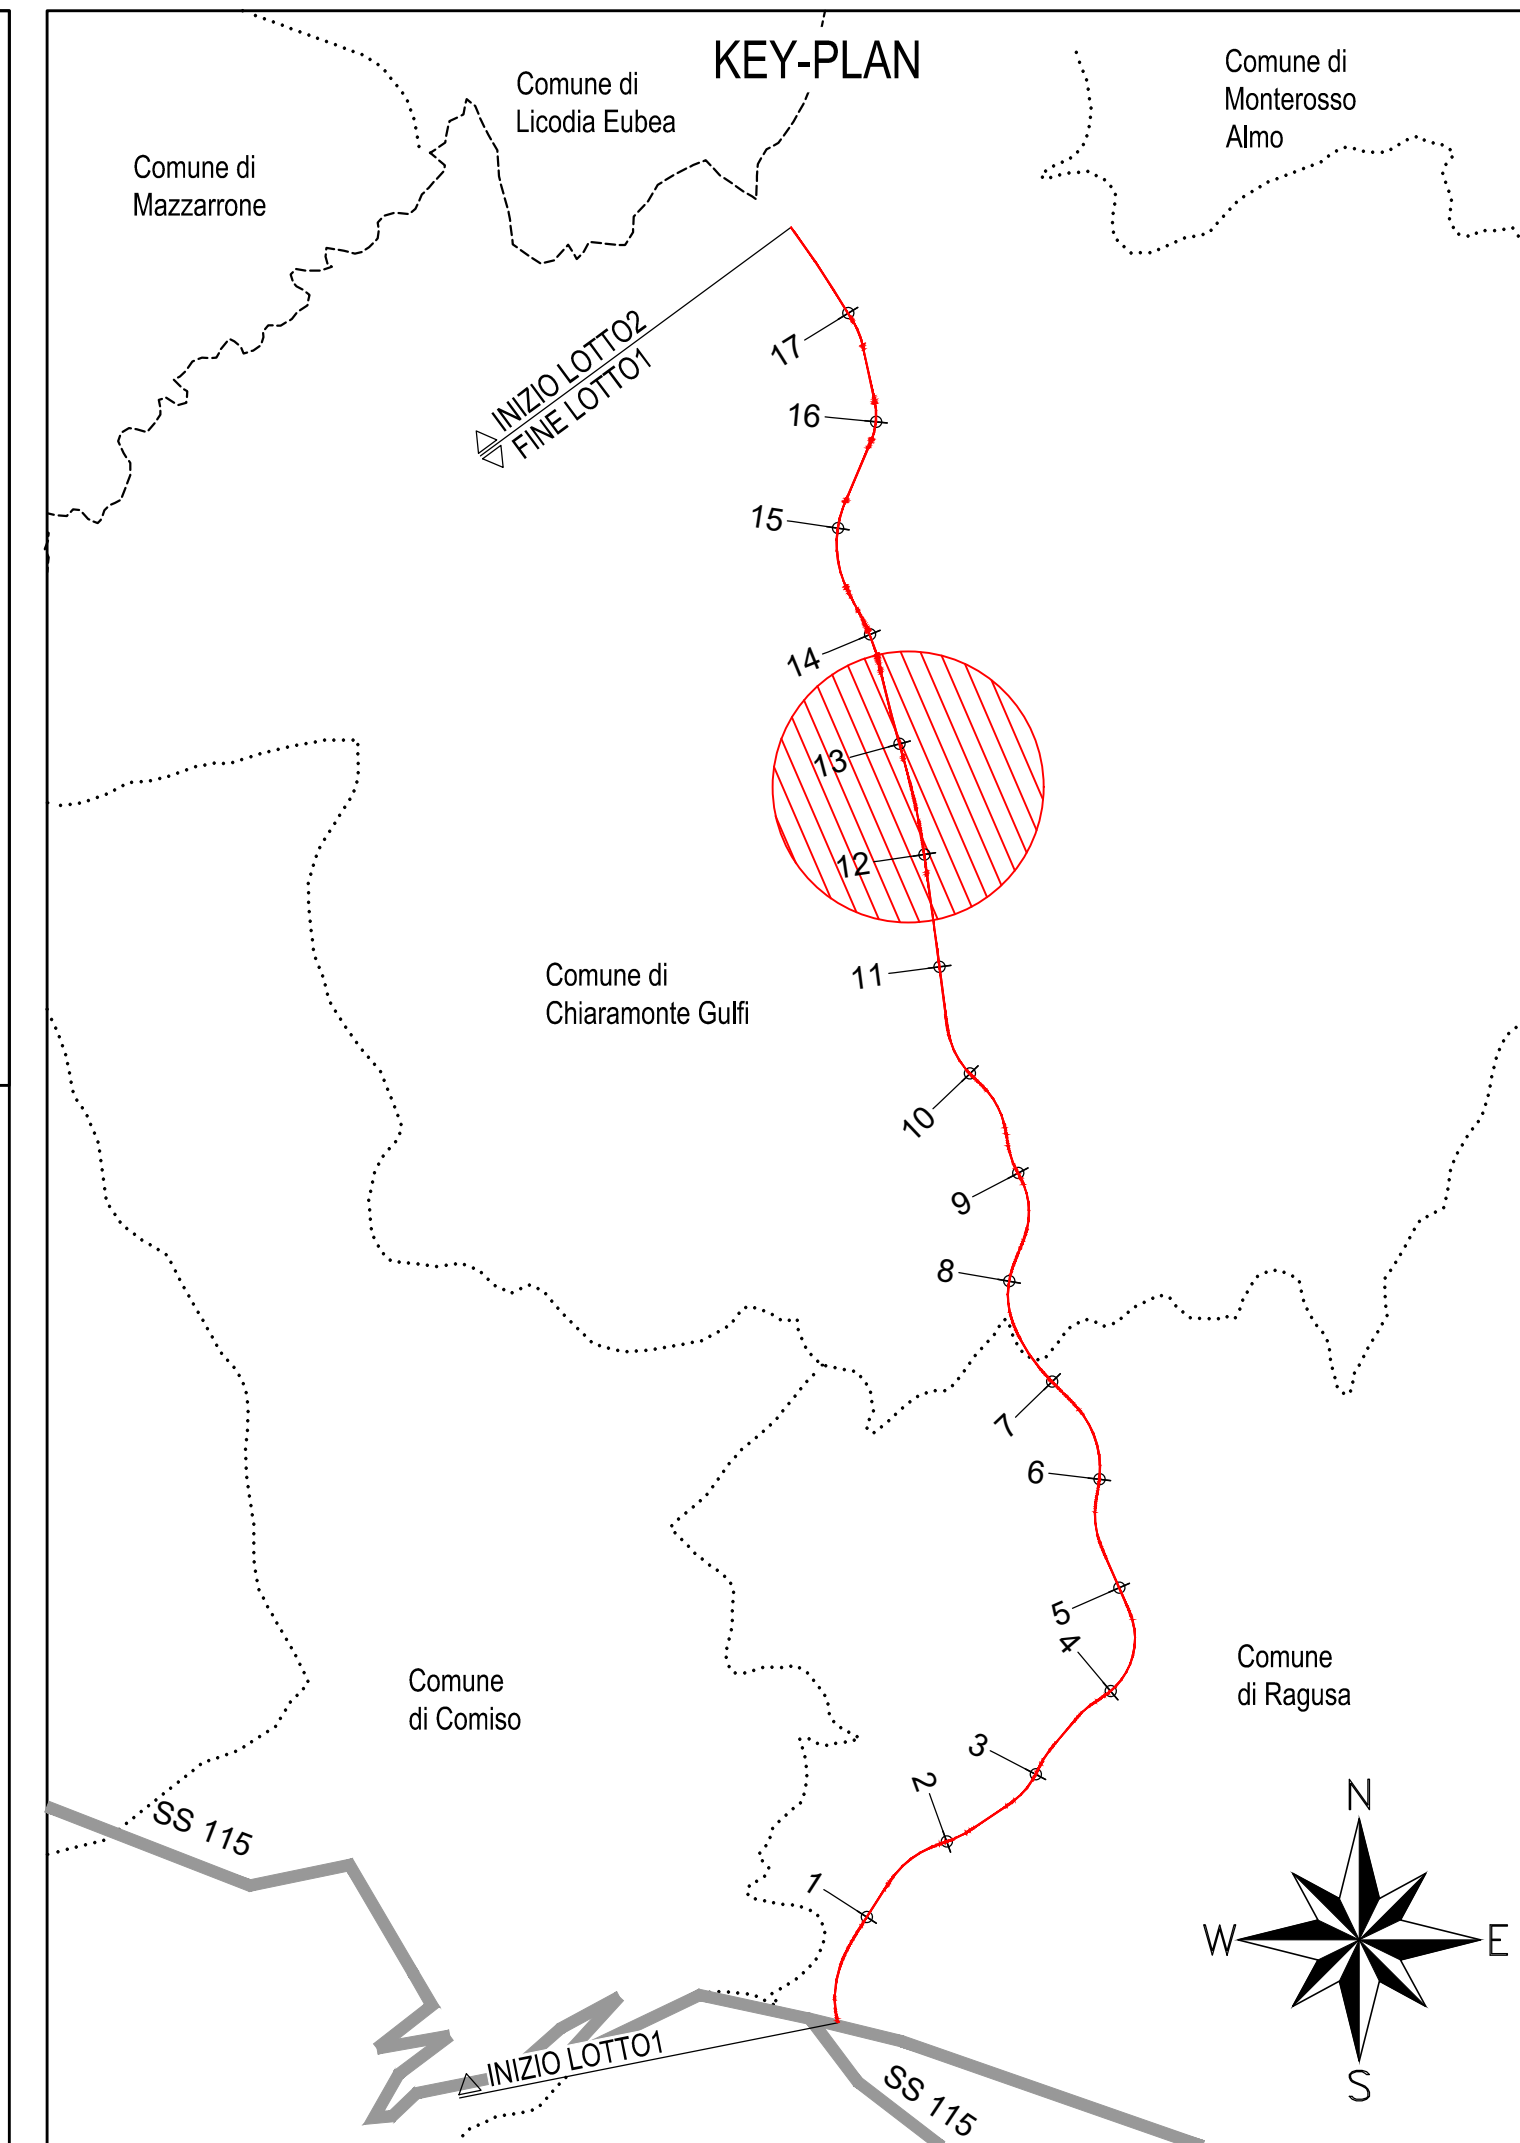 KEY-PLAN
Comune di
Licodia Eubea
Comune di
Monterosso
Almo
Comune di
Mazzarrone
INIZIO LOTTO2
FINE LOTTO1
17
16
15
14
13
12
11
Comune di
Chiaramonte Gulfi
10
9
8
7
6
5
4
Comune
di Ragusa
Comune
di Comiso
3
2
1
SS 115
N
W
E
S
INIZIO LOTTO1
SS 115